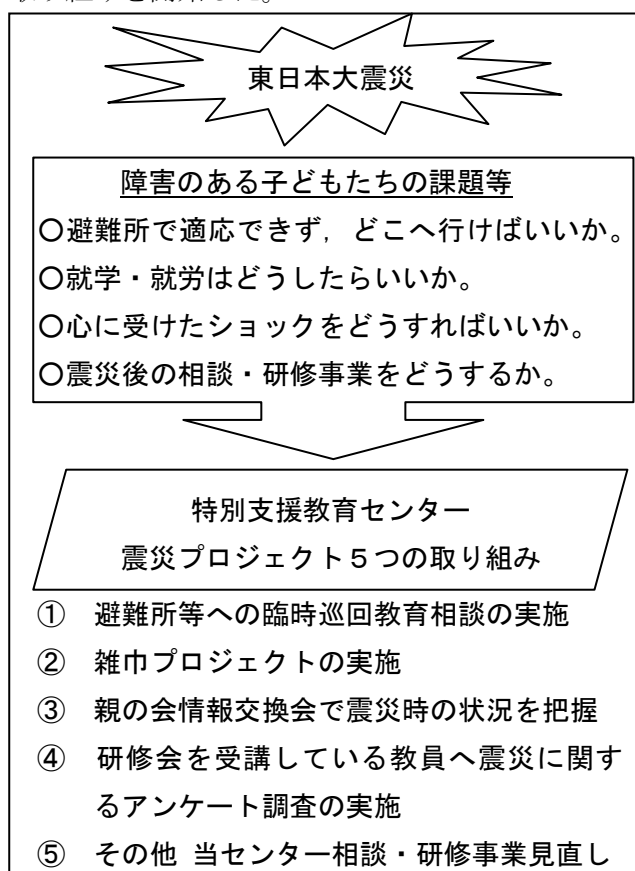 東日本大震災
障害のある子どもたちの課題等
〇避難所で適応できず，どこへ行けばいいか。
〇就学・就労はどうしたらいいか。
〇心に受けたショックをどうすればいいか。
〇震災後の相談・研修事業をどうするか。
特別支援教育センター
震災プロジェクト５つの取り組み
① 避難所等への臨時巡回教育相談の実施
② 雑巾プロジェクトの実施
③ 親の会情報交換会で震災時の状況を把握
④ 研修会を受講している教員へ震災に関す
るアンケート調査の実施
⑤ その他 当センター相談・研修事業見直し